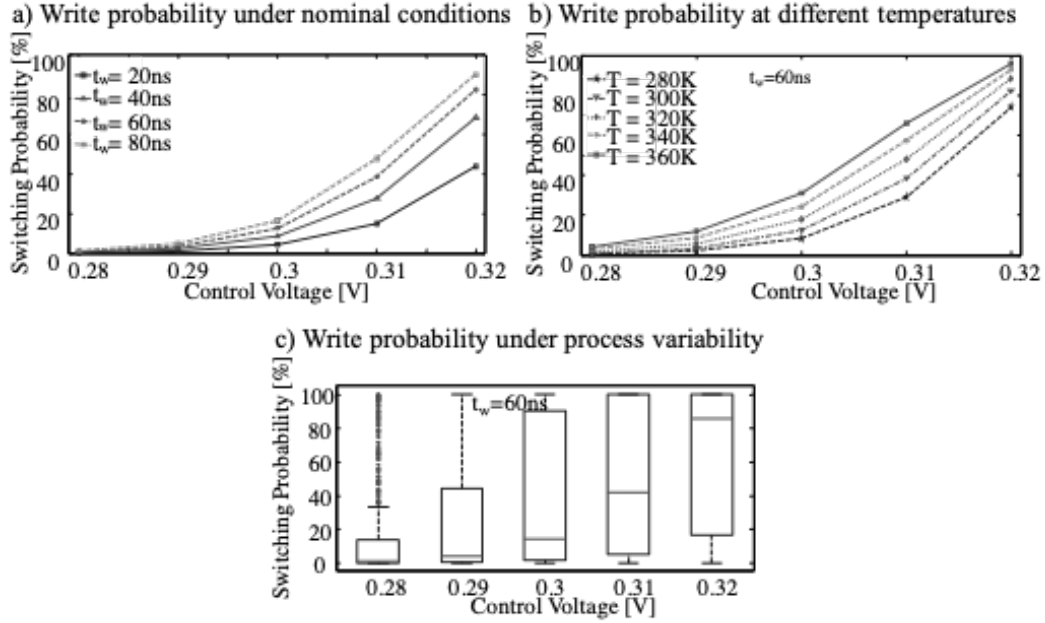 a) Write probability under nominal conditions
Switching Probability [%]
100
80
60
40
20
0
t_w= 20ns
t_w= 40ns
t_w= 60ns
t_w= 80ns
0.28 0.29 0.3 0.31 0.32
Control Voltage [V]
b) Write probability at different temperatures
Switching Probability [%]
100
80
60
40
20
0
T = 280K
T = 300K
T = 320K
T = 340K
T = 360K
t_w=60ns
0.28 0.29 0.3 0.31 0.32
Control Voltage [V]
c) Write probability under process variability
Switching Probability [%]
100
80
60
40
20
0
t_w=60ns
0.28 0.29 0.3 0.31 0.32
Control Voltage [V]